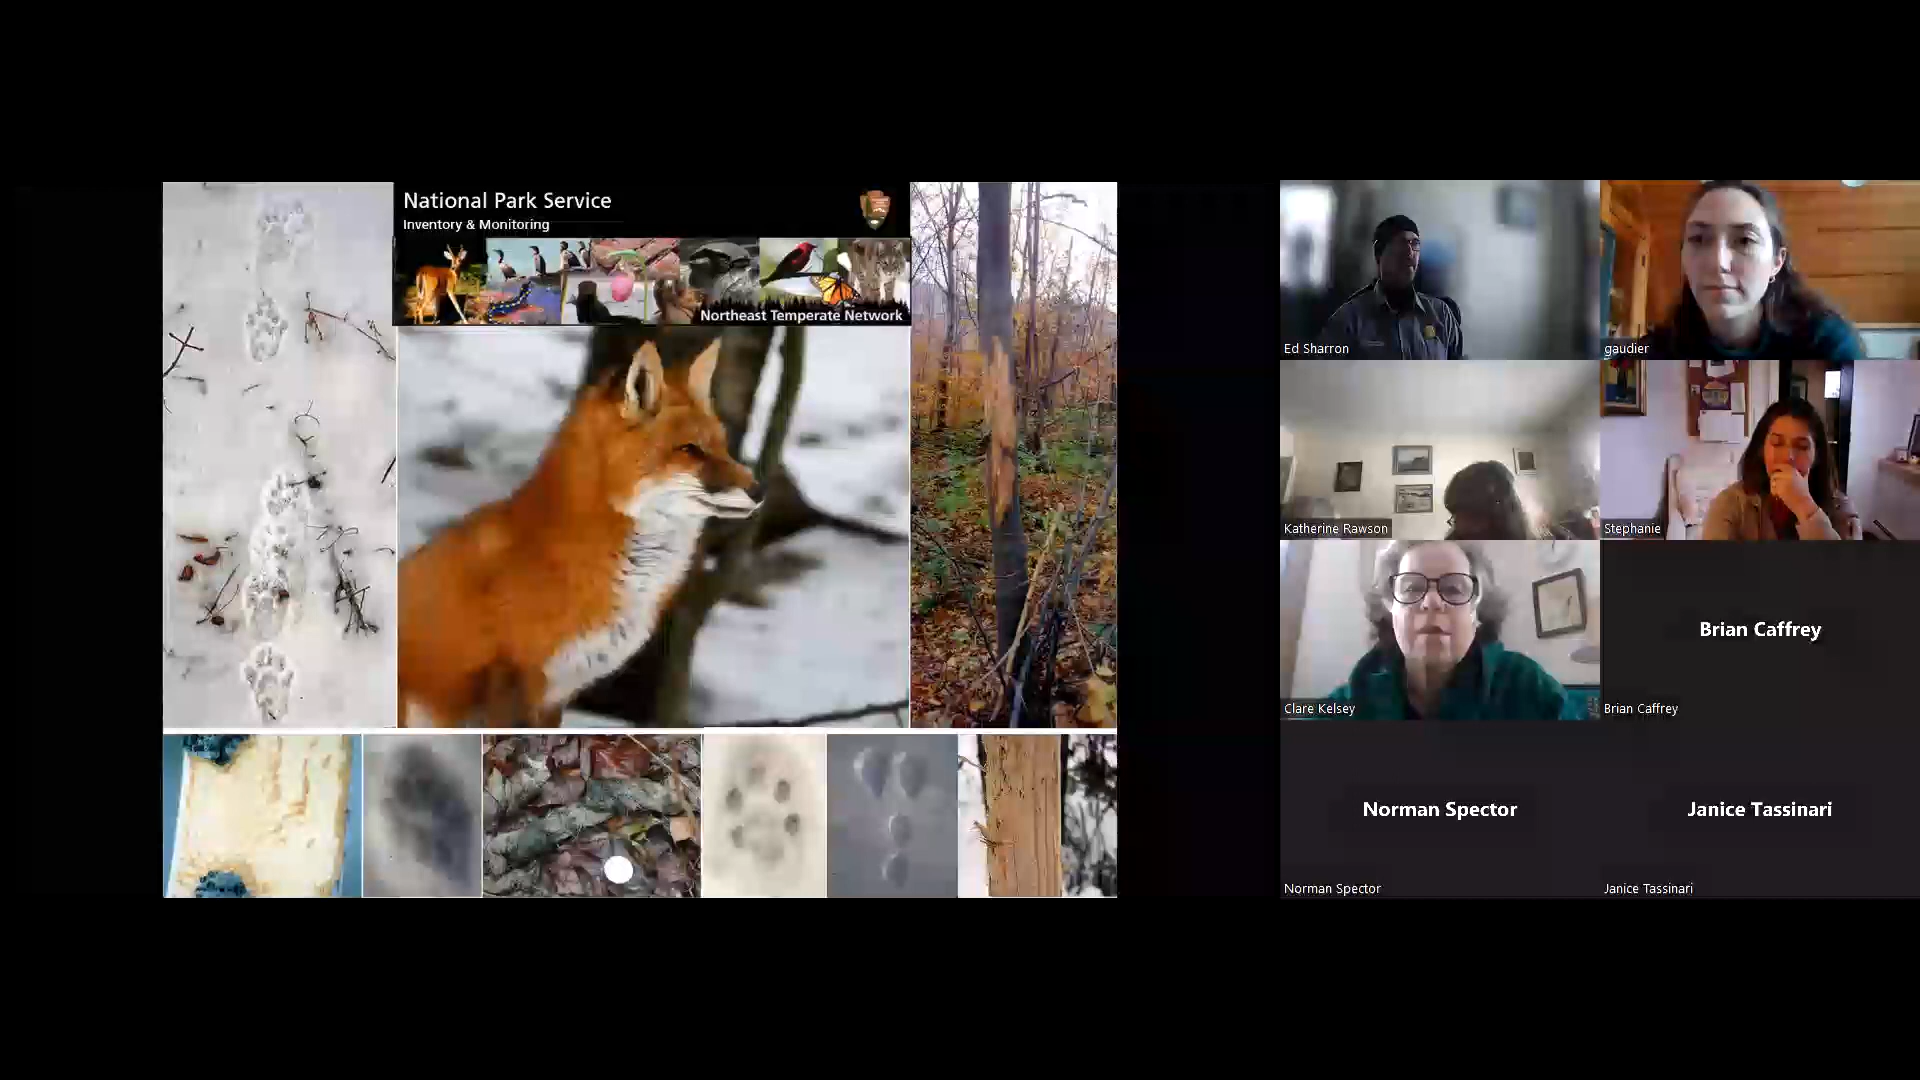 National Park Service
Inventory & Monitoring
Northeast Temperate Network
Ed Sharron
gaudier
Katherine Rawson
Stephanie
Clare Kelsey
Brian Caffrey
Brian Caffrey
Norman Spector
Norman Spector
Janice Tassinari
Janice Tassinari